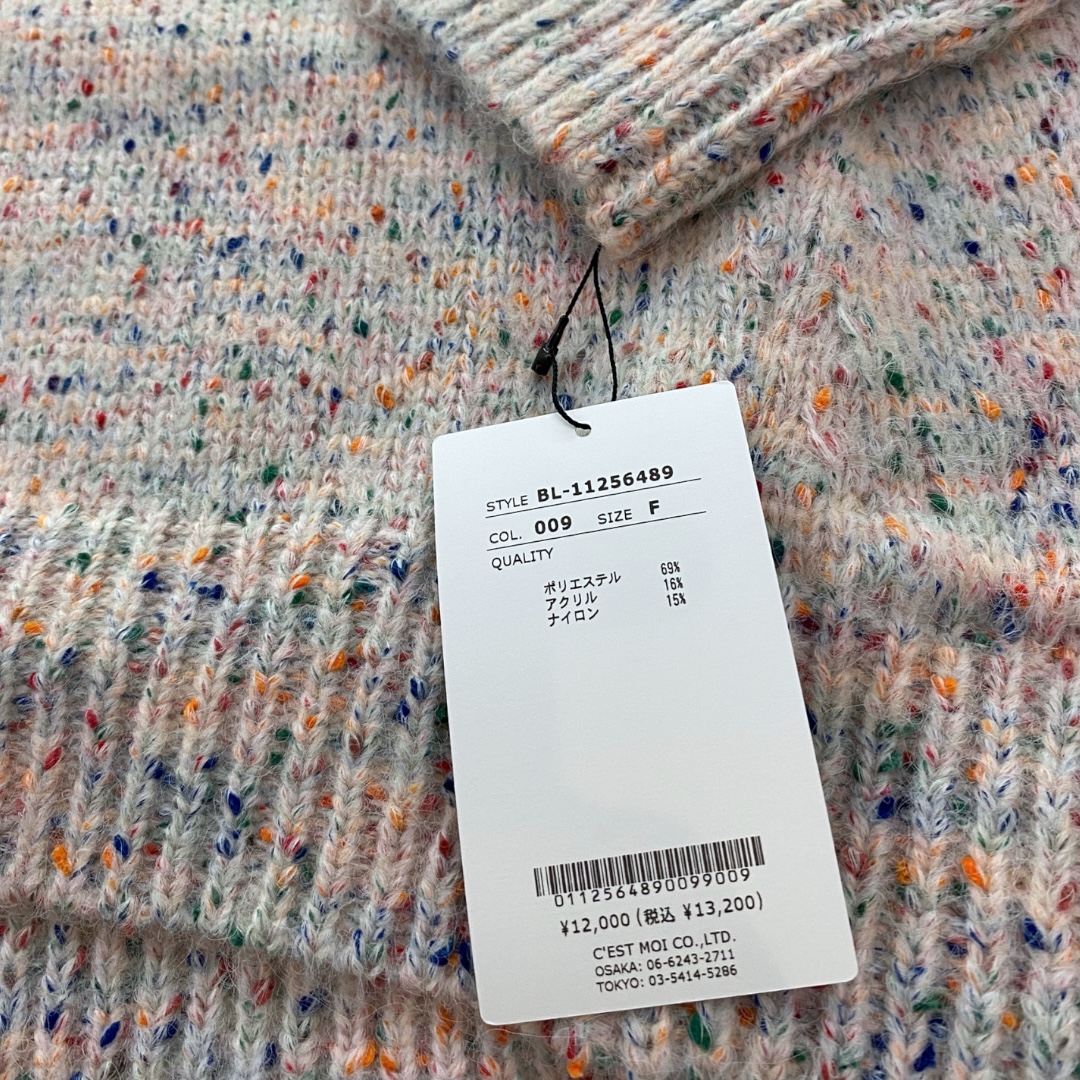 STYLE BL-11256489
COL. 009 SIZE F
QUALITY
ポリエステル 69%
アクリル 16%
ナイロン 15%
0112564890099009
¥12,000 (税込 ¥13,200)
C'EST MOI CO.,LTD.
OSAKA: 06-6243-2711
TOKYO: 03-5414-5286